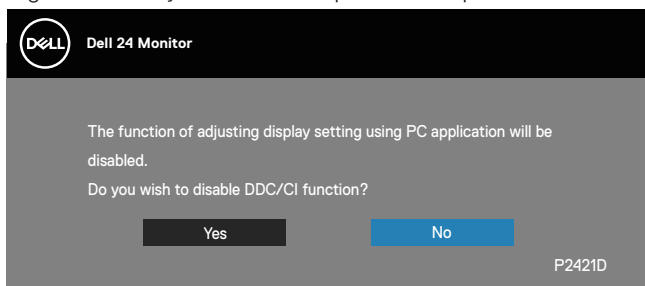 DELL
Dell 24 Monitor
The function of adjusting display setting using PC application will be
disabled.
Do you wish to disable DDC/CI function?
Yes
No
P2421D